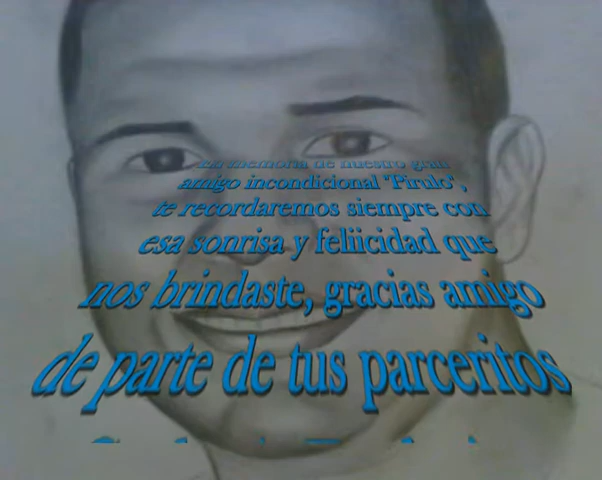 En memoria de nuestro gran
amigo incondicional "Pirulo",
te recordaremos siempre con
esa sonrisa y feliicidad que
nos brindaste, gracias amigo
de parte de tus parceritos